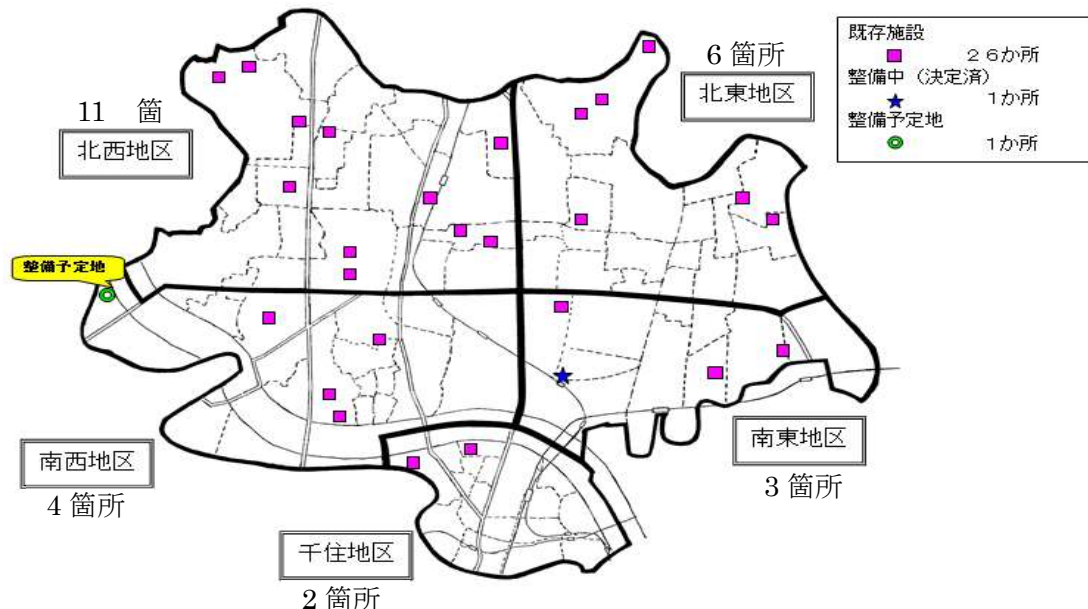 既存施設
２６か所
整備中（決定済）
１か所
整備予定地
１か所
6 箇所
北東地区
11　箇
北西地区
整備予定地
南西地区
4 箇所
南東地区
3 箇所
千住地区
2 箇所